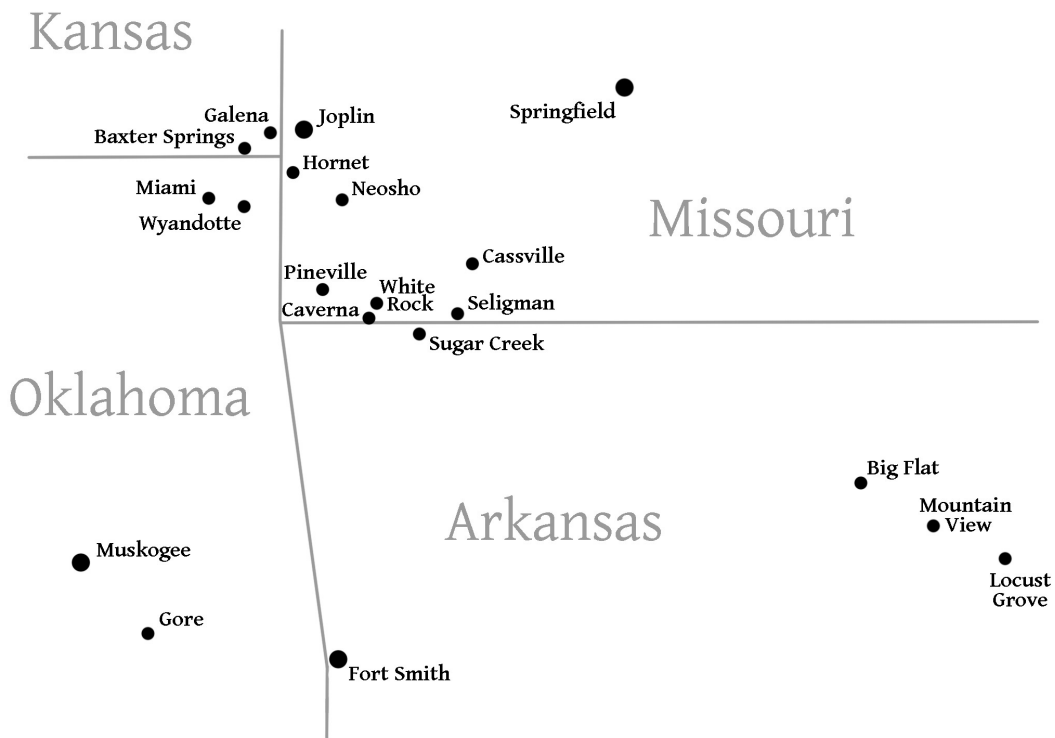 Kansas
Springfield
Galena
Joplin
Baxter Springs
Hornet
Miami
Neosho
Wyandotte
Missouri
Cassville
Pineville
White
Rock
Caverna
Seligman
Sugar Creek
Oklahoma
Big Flat
Mountain
View
Arkansas
Muskogee
Locust
Grove
Gore
Fort Smith